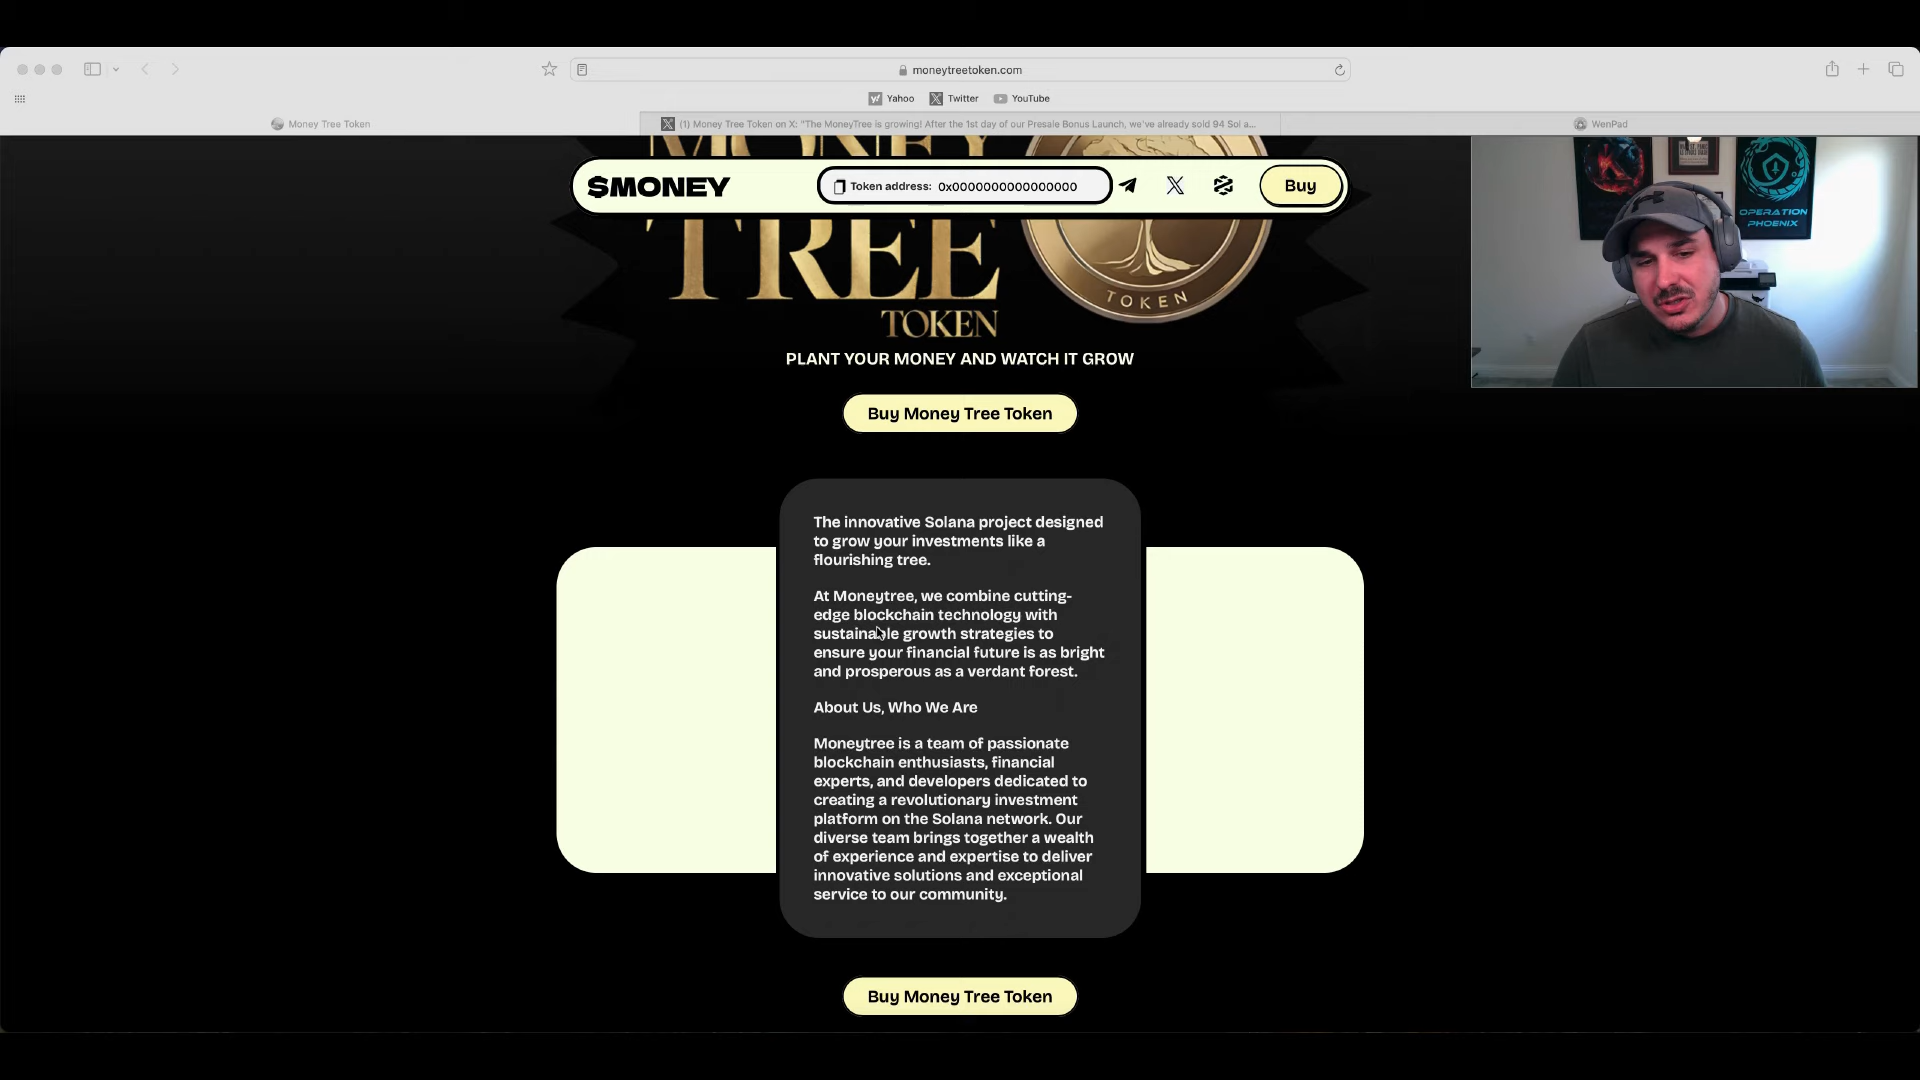 moneytreetoken.com
Yahoo
Twitter
YouTube
Money Tree Token
(1) Money Tree Token on X: "The MoneyTree is growing! After the 1st day of our Presale Bonus Launch, we've already sold 94 Sol a...
WenPad
MONEY
$MONEY
Token address: 0x0000000000000000
Buy
TREE
TOKEN
TOKEN
PLANT YOUR MONEY AND WATCH IT GROW
Buy Money Tree Token
The innovative Solana project designed
to grow your investments like a
flourishing tree.
At Moneytree, we combine cutting-
edge blockchain technology with
sustainable growth strategies to
ensure your financial future is as bright
and prosperous as a verdant forest.
About Us, Who We Are
Moneytree is a team of passionate
blockchain enthusiasts, financial
experts, and developers dedicated to
creating a revolutionary investment
platform on the Solana network. Our
diverse team brings together a wealth
of experience and expertise to deliver
innovative solutions and exceptional
service to our community.
Buy Money Tree Token
OPERATION
PHOENIX